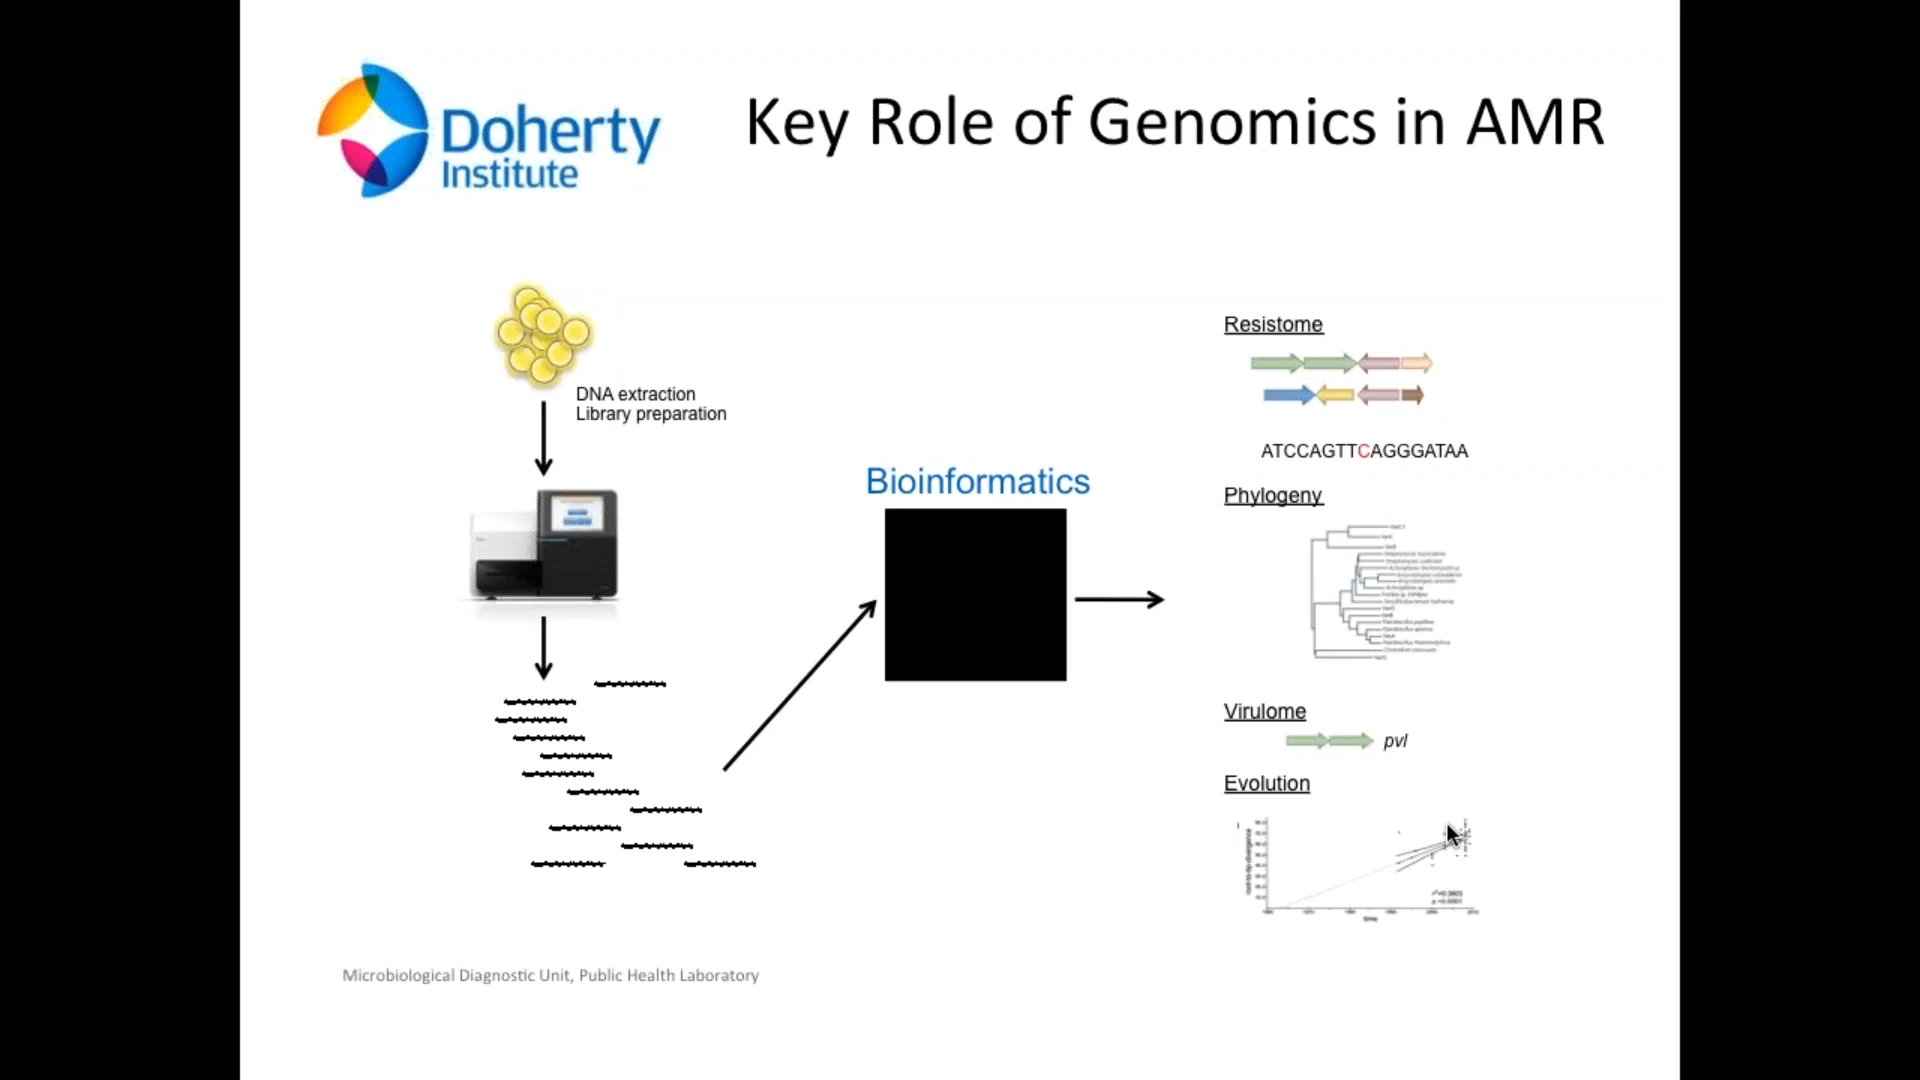 Doherty
Institute
Key Role of Genomics in AMR
DNA extraction
Library preparation
Bioinformatics
Resistome
ATCCAGTTCAGGGATAA
Phylogeny
Virulome
pvl
Evolution
time
Microbiological Diagnostic Unit, Public Health Laboratory